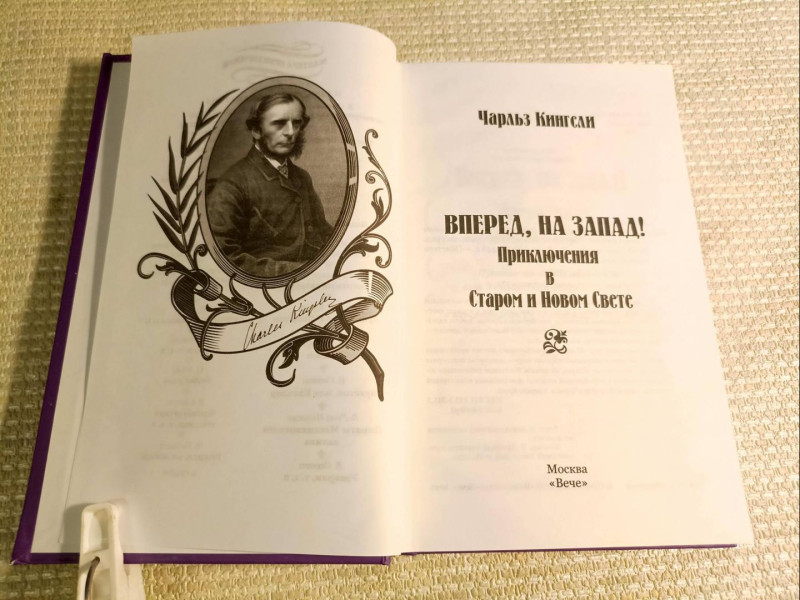 Charles Kingsley
Чарльз Кингсли
ВПЕРЕД, НА ЗАПАД!
Приключения
в
Старом и Новом Свете
Москва
«Вече»